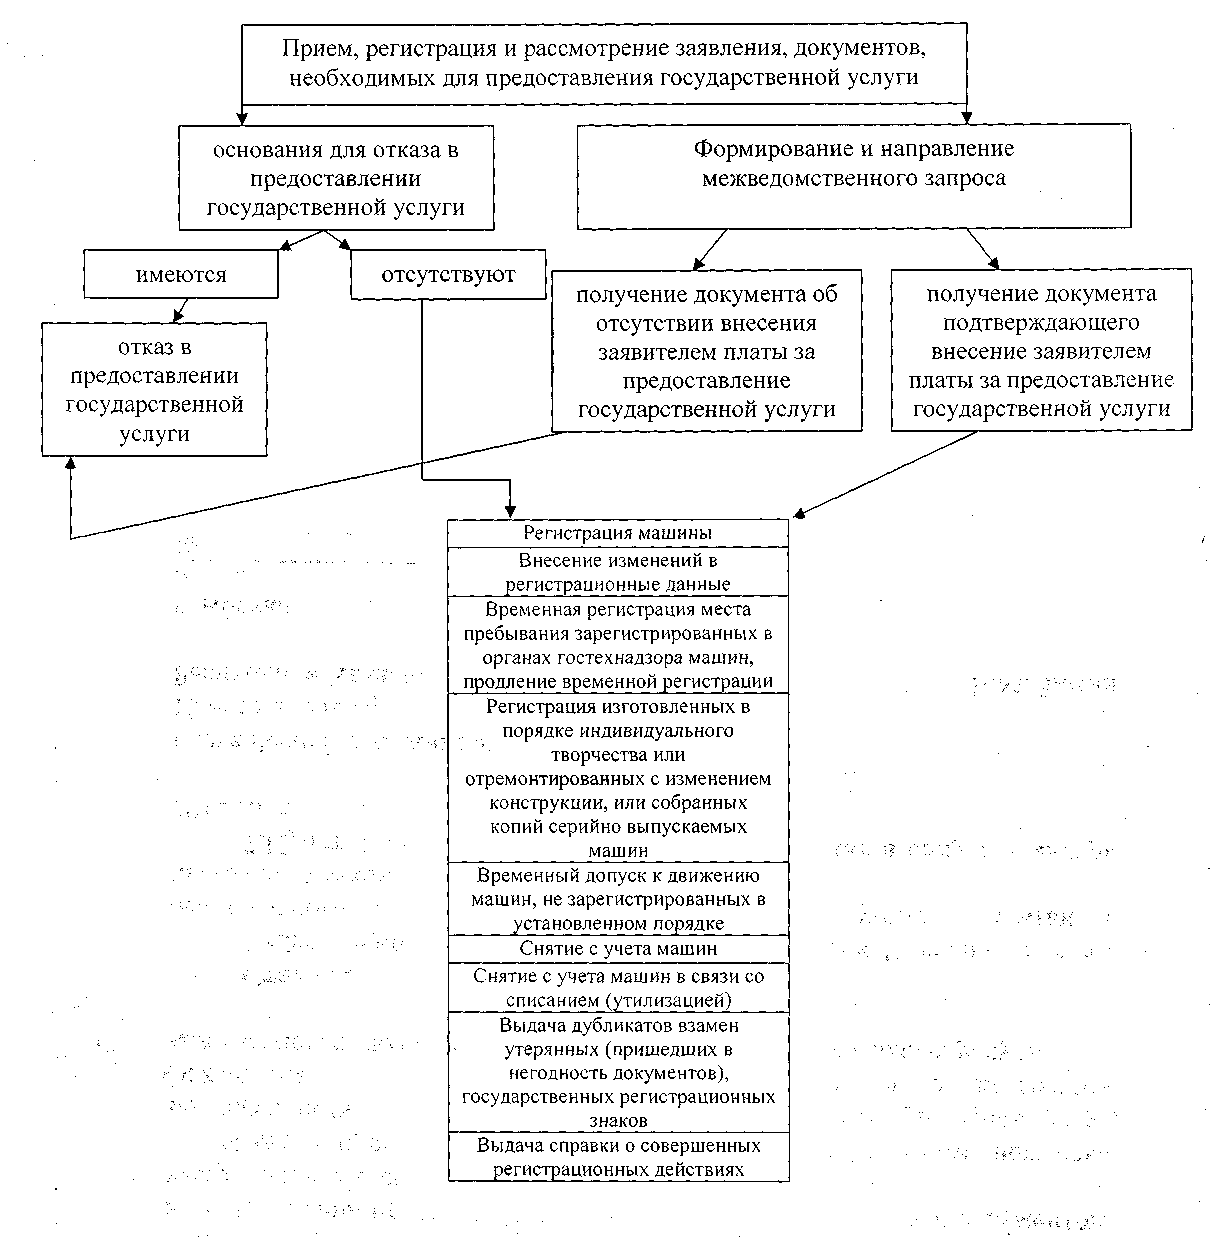 Прием, регистрация и рассмотрение заявления, документов,
необходимых для предоставления государственной услуги
основания для отказа в
предоставлении
государственной услуги
Формирование и направление
межведомственного запроса
имеются
отсутствуют
отказ в
предоставлении
государственной
услуги
получение документа об
отсутствии внесения
заявителем платы за
предоставление
государственной услуги
получение документа
подтверждающего
внесение заявителем
платы за предоставление
государственной услуги
Регистрация машины
Внесение изменений в
регистрационные данные
Временная регистрация места
пребывания зарегистрированных в
органах гостехнадзора машин,
продление временной регистрации
Регистрация изготовленных в
порядке индивидуального
творчества или
отремонтированных с изменением
конструкции, или собранных
копий серийно выпускаемых
машин
Временный допуск к движению
машин, не зарегистрированных в
установленном порядке
Снятие с учета машин
Снятие с учета машин в связи со
списанием (утилизацией)
Выдача дубликатов взамен
утерянных (пришедших в
негодность документов),
государственных регистрационных
знаков
Выдача справки о совершенных
регистрационных действиях